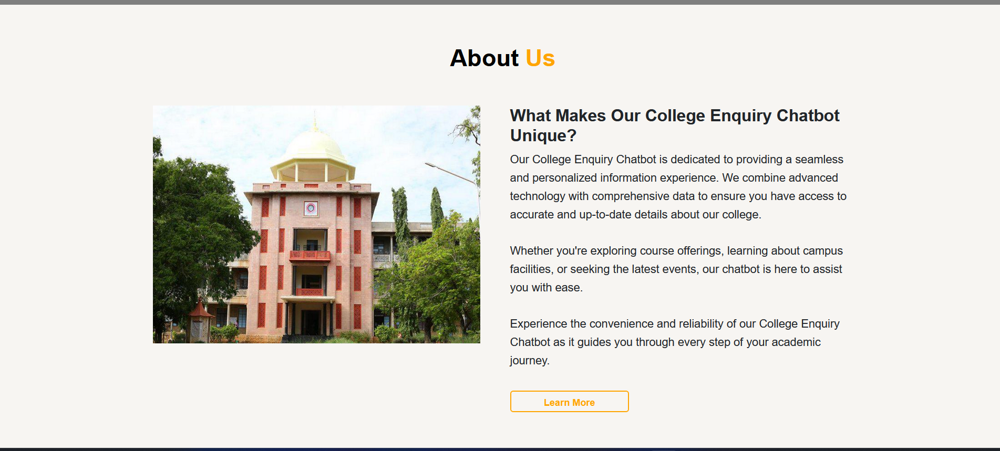 About Us
What Makes Our College Enquiry Chatbot
Unique?
Our College Enquiry Chatbot is dedicated to providing a seamless
and personalized information experience. We combine advanced
technology with comprehensive data to ensure you have access to
accurate and up-to-date details about our college.
Whether you're exploring course offerings, learning about campus
facilities, or seeking the latest events, our chatbot is here to assist
you with ease.
Experience the convenience and reliability of our College Enquiry
Chatbot as it guides you through every step of your academic
journey.
Learn More